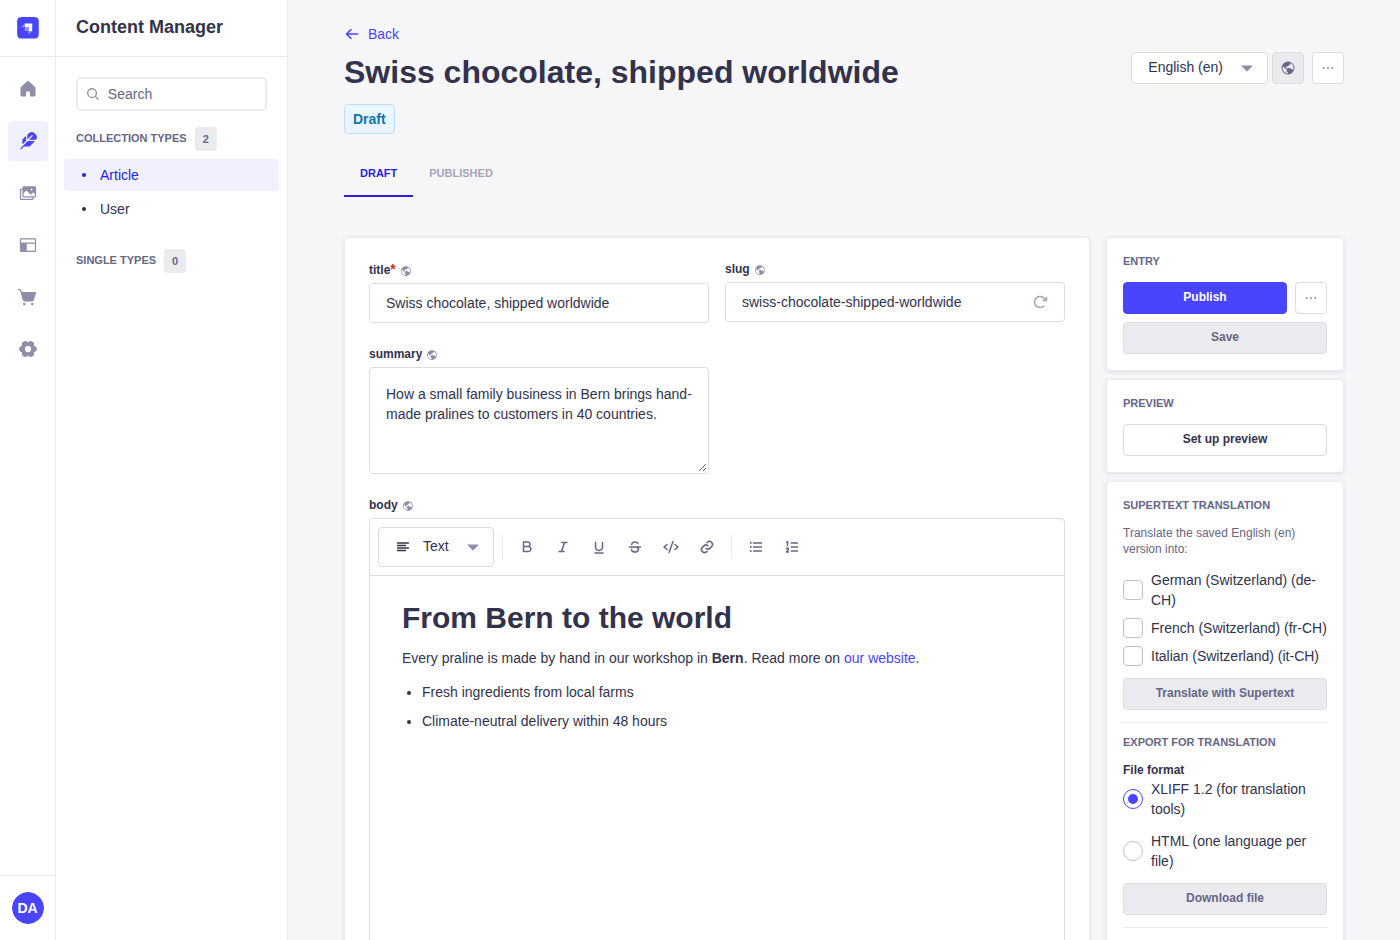 Content Manager
Search
COLLECTION TYPES 2
Article
User
SINGLE TYPES 0
DA
Back
Swiss chocolate, shipped worldwide
English (en)
Draft
DRAFT PUBLISHED
title*
Swiss chocolate, shipped worldwide
slug
swiss-chocolate-shipped-worldwide
summary
How a small family business in Bern brings hand-
made pralines to customers in 40 countries.
body
Text
From Bern to the world
Every praline is made by hand in our workshop in Bern. Read more on our website.
Fresh ingredients from local farms
Climate-neutral delivery within 48 hours
ENTRY
Publish
Save
PREVIEW
Set up preview
SUPERTEXT TRANSLATION
Translate the saved English (en)
version into:
German (Switzerland) (de-
CH)
French (Switzerland) (fr-CH)
Italian (Switzerland) (it-CH)
Translate with Supertext
EXPORT FOR TRANSLATION
File format
XLIFF 1.2 (for translation
tools)
HTML (one language per
file)
Download file